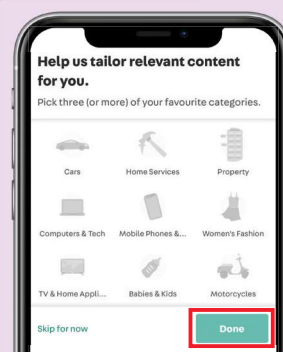 Help us tailor relevant content
for you.
Pick three (or more) of your favourite categories.
Cars Home Services Property
Computers & Tech Mobile Phones &... Women's Fashion
TV & Home Appli... Babies & Kids Motorcycles
Skip for now Done